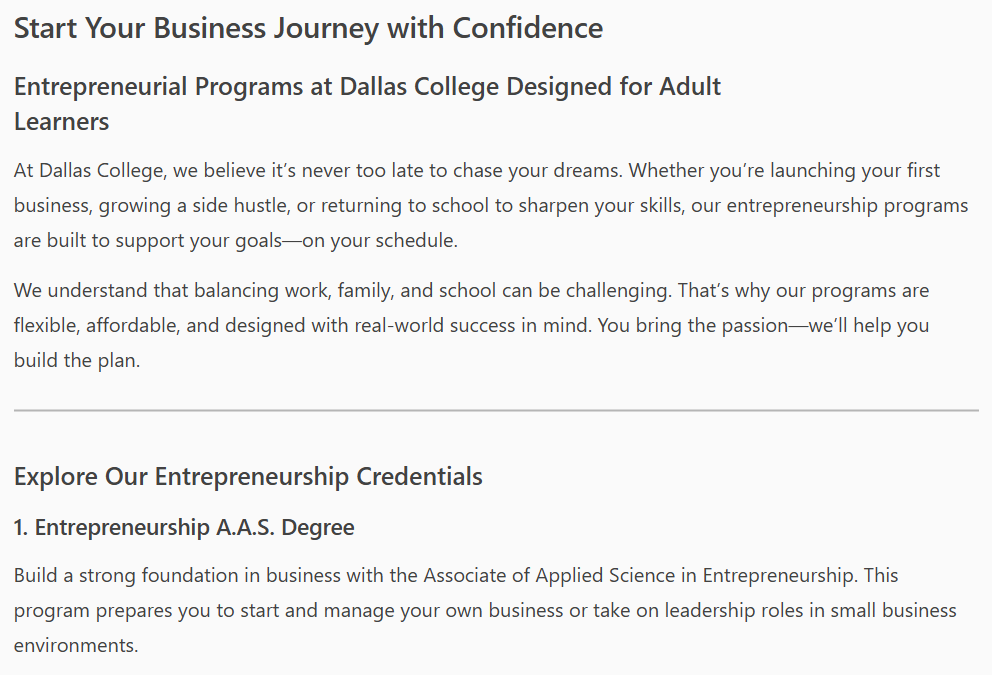 Start Your Business Journey with Confidence
Entrepreneurial Programs at Dallas College Designed for Adult
Learners
At Dallas College, we believe it’s never too late to chase your dreams. Whether you’re launching your first
business, growing a side hustle, or returning to school to sharpen your skills, our entrepreneurship programs
are built to support your goals—on your schedule.
We understand that balancing work, family, and school can be challenging. That’s why our programs are
flexible, affordable, and designed with real-world success in mind. You bring the passion—we’ll help you
build the plan.
Explore Our Entrepreneurship Credentials
1. Entrepreneurship A.A.S. Degree
Build a strong foundation in business with the Associate of Applied Science in Entrepreneurship. This
program prepares you to start and manage your own business or take on leadership roles in small business
environments.